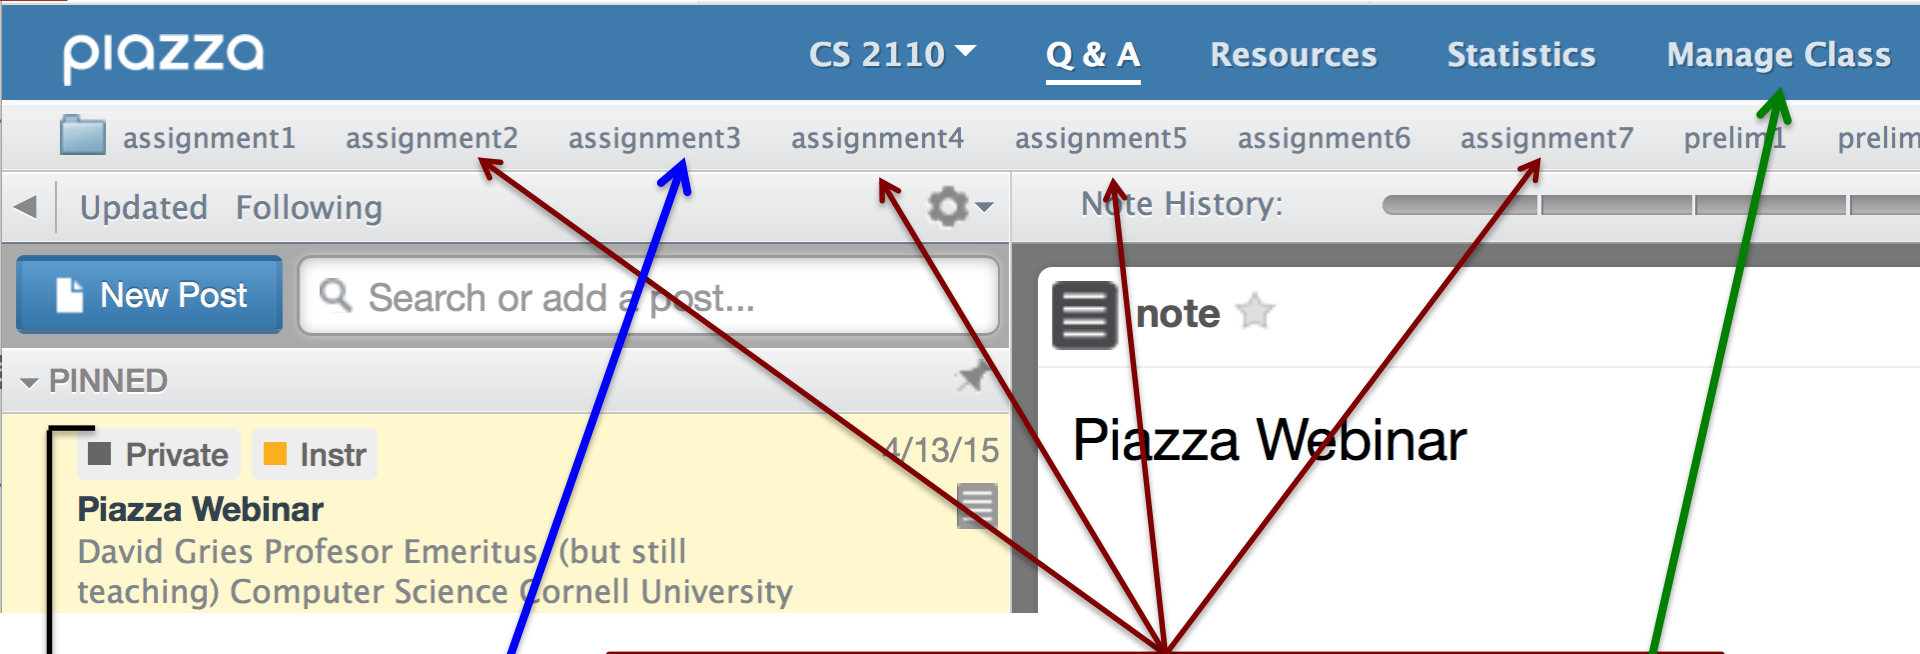 piazza
CS 2110 Q & A Resources Statistics Manage Class
assignment1 assignment2 assignment3 assignment4 assignment5 assignment6 assignment7 prelim1 prelim
Updated Following
Note History:
New Post
Search or add a post...
note
PINNED
Private Instr 4/13/15
Piazza Webinar
Piazza Webinar
David Gries Profesor Emeritus (but still
teaching) Computer Science Cornell University